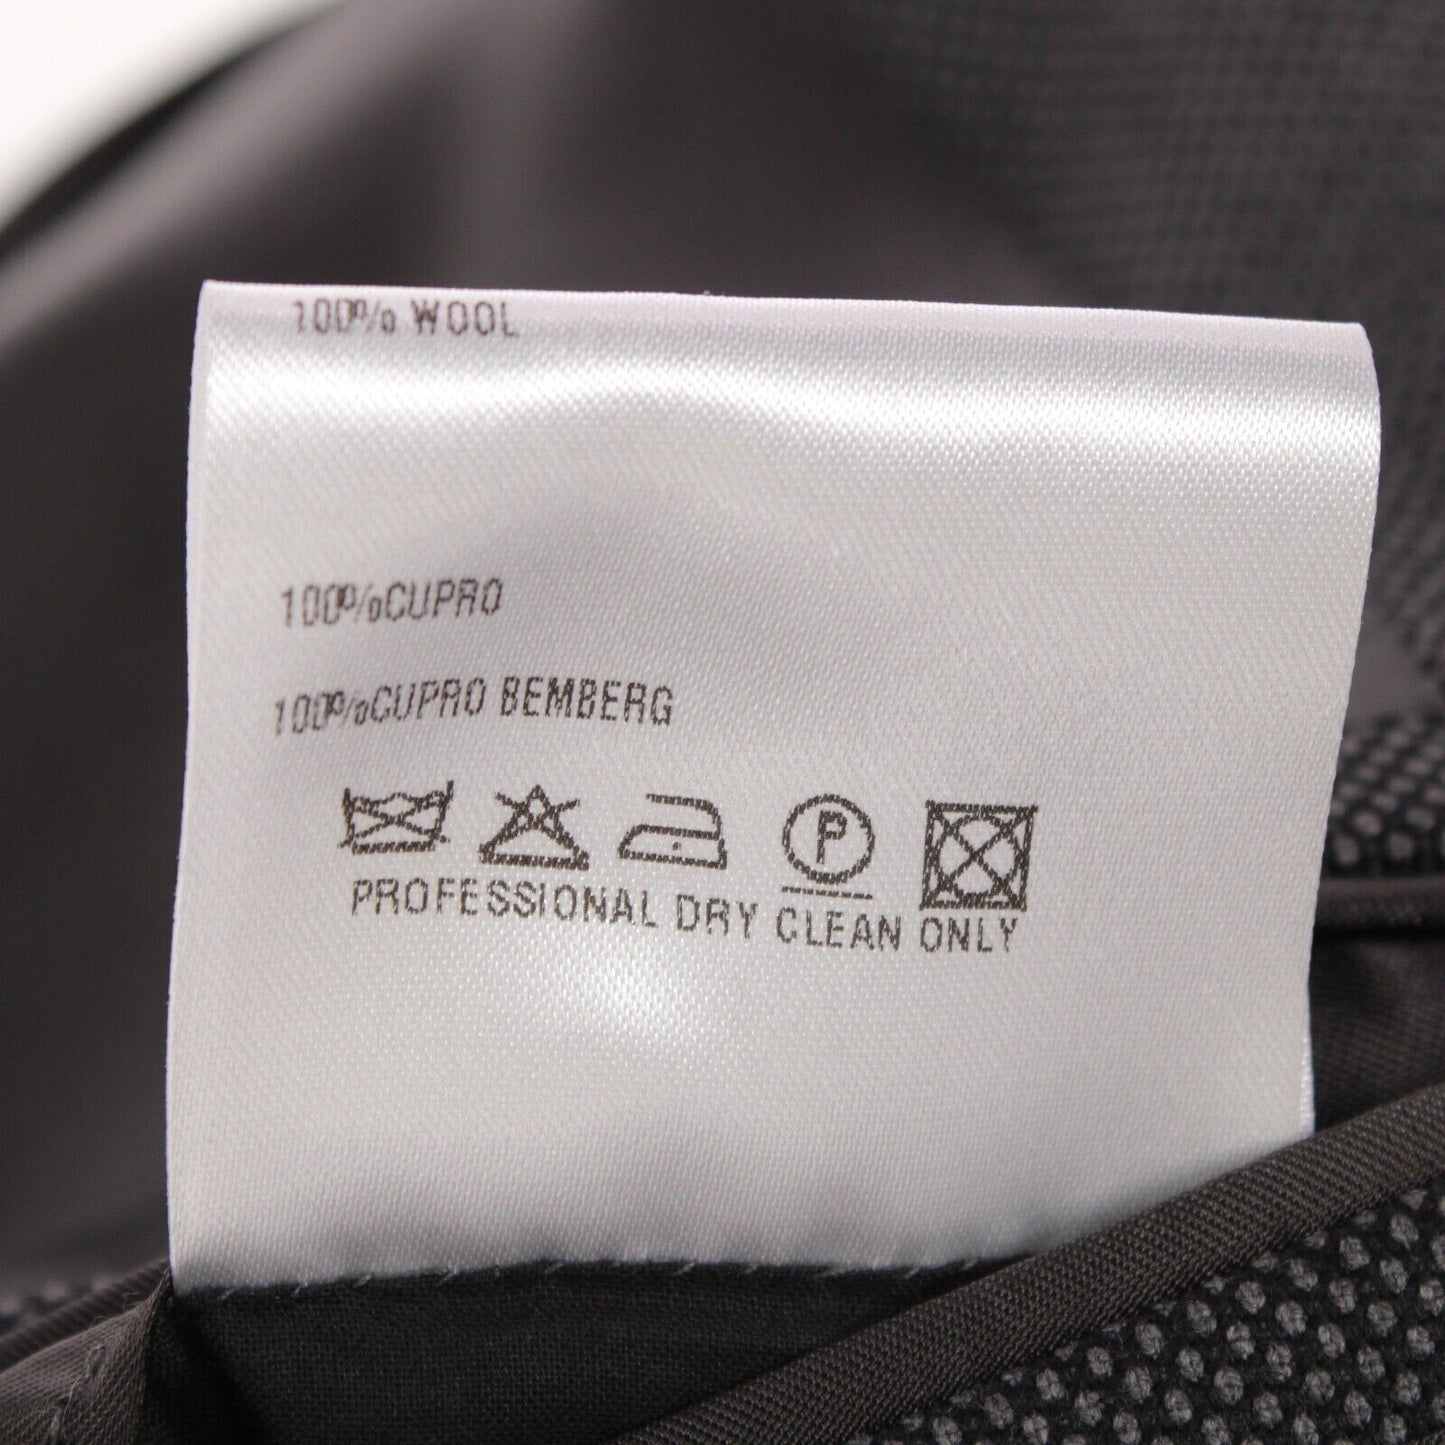 100% WOOL
100%CUPRO
100%CUPRO BEMBERG
P
PROFESSIONAL DRY CLEAN ONLY